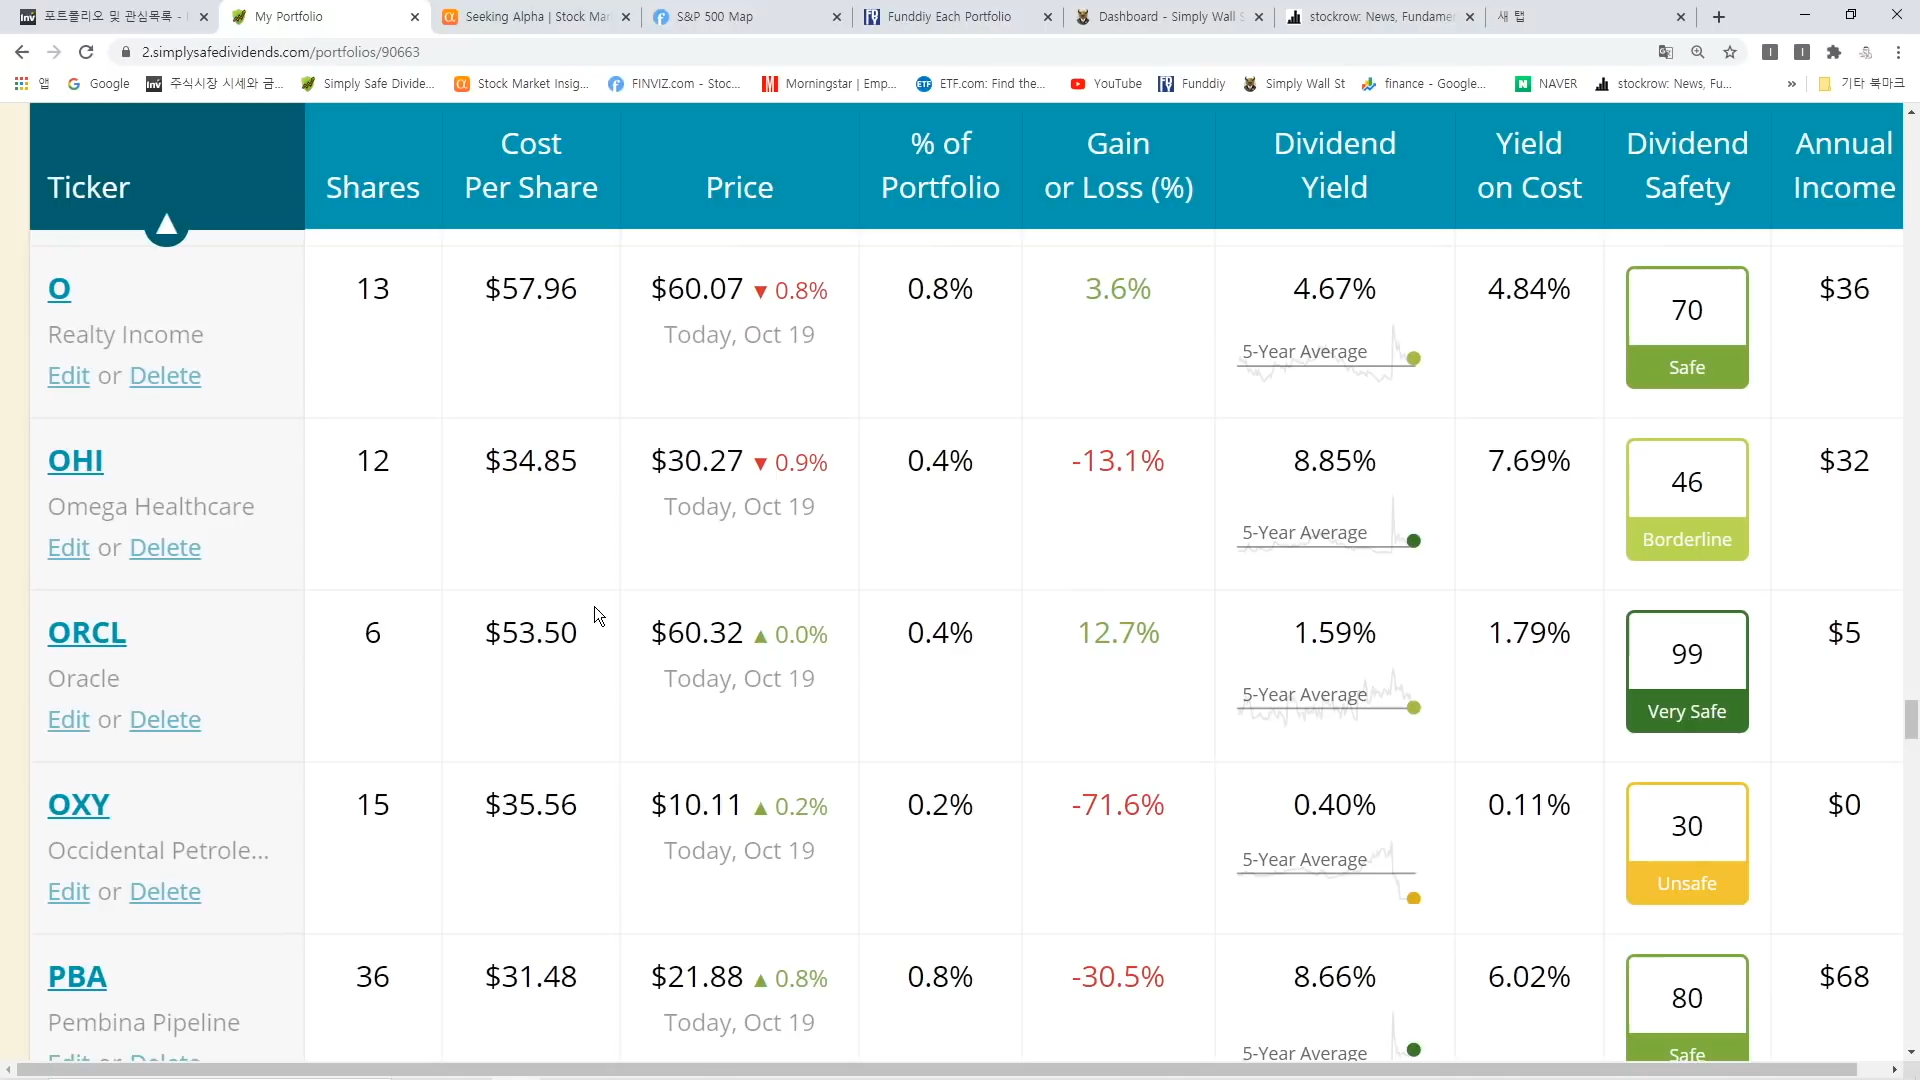 포트폴리오 및 관심목록 -
My Portfolio
Seeking Alpha | Stock Mar
S&P 500 Map
Funddiy Each Portfolio
Dashboard - Simply Wall S
stockrow: News, Fundamen
새 탭
2.simplysafedividends.com/portfolios/90663
앱
Google
주식시장 시세와 금...
Simply Safe Divide...
Stock Market Insig...
FINVIZ.com - Stoc...
Morningstar | Emp...
ETF.com: Find the...
YouTube
Funddiy
Simply Wall St
finance - Google...
NAVER
stockrow: News, Fu...
»
기타 북마크
Ticker
Shares
Cost
Per Share
Price
% of
Portfolio
Gain
or Loss (%)
Dividend
Yield
Yield
on Cost
Dividend
Safety
Annual
Income
O 13 $57.96 $60.07 ▼ 0.8% 0.8% 3.6% 4.67% 4.84% 70 $36
Realty Income Today, Oct 19
5-Year Average Safe
Edit or Delete
OHI 12 $34.85 $30.27 ▼ 0.9% 0.4% -13.1% 8.85% 7.69% 46 $32
Omega Healthcare Today, Oct 19
5-Year Average Borderline
Edit or Delete
ORCL 6 $53.50 $60.32 ▲ 0.0% 0.4% 12.7% 1.59% 1.79% 99 $5
Oracle Today, Oct 19
5-Year Average Very Safe
Edit or Delete
OXY 15 $35.56 $10.11 ▲ 0.2% 0.2% -71.6% 0.40% 0.11% 30 $0
Occidental Petrole... Today, Oct 19
5-Year Average Unsafe
Edit or Delete
PBA 36 $31.48 $21.88 ▲ 0.8% 0.8% -30.5% 8.66% 6.02% 80 $68
Pembina Pipeline Today, Oct 19
5-Year Average Safe
Edit or Delete